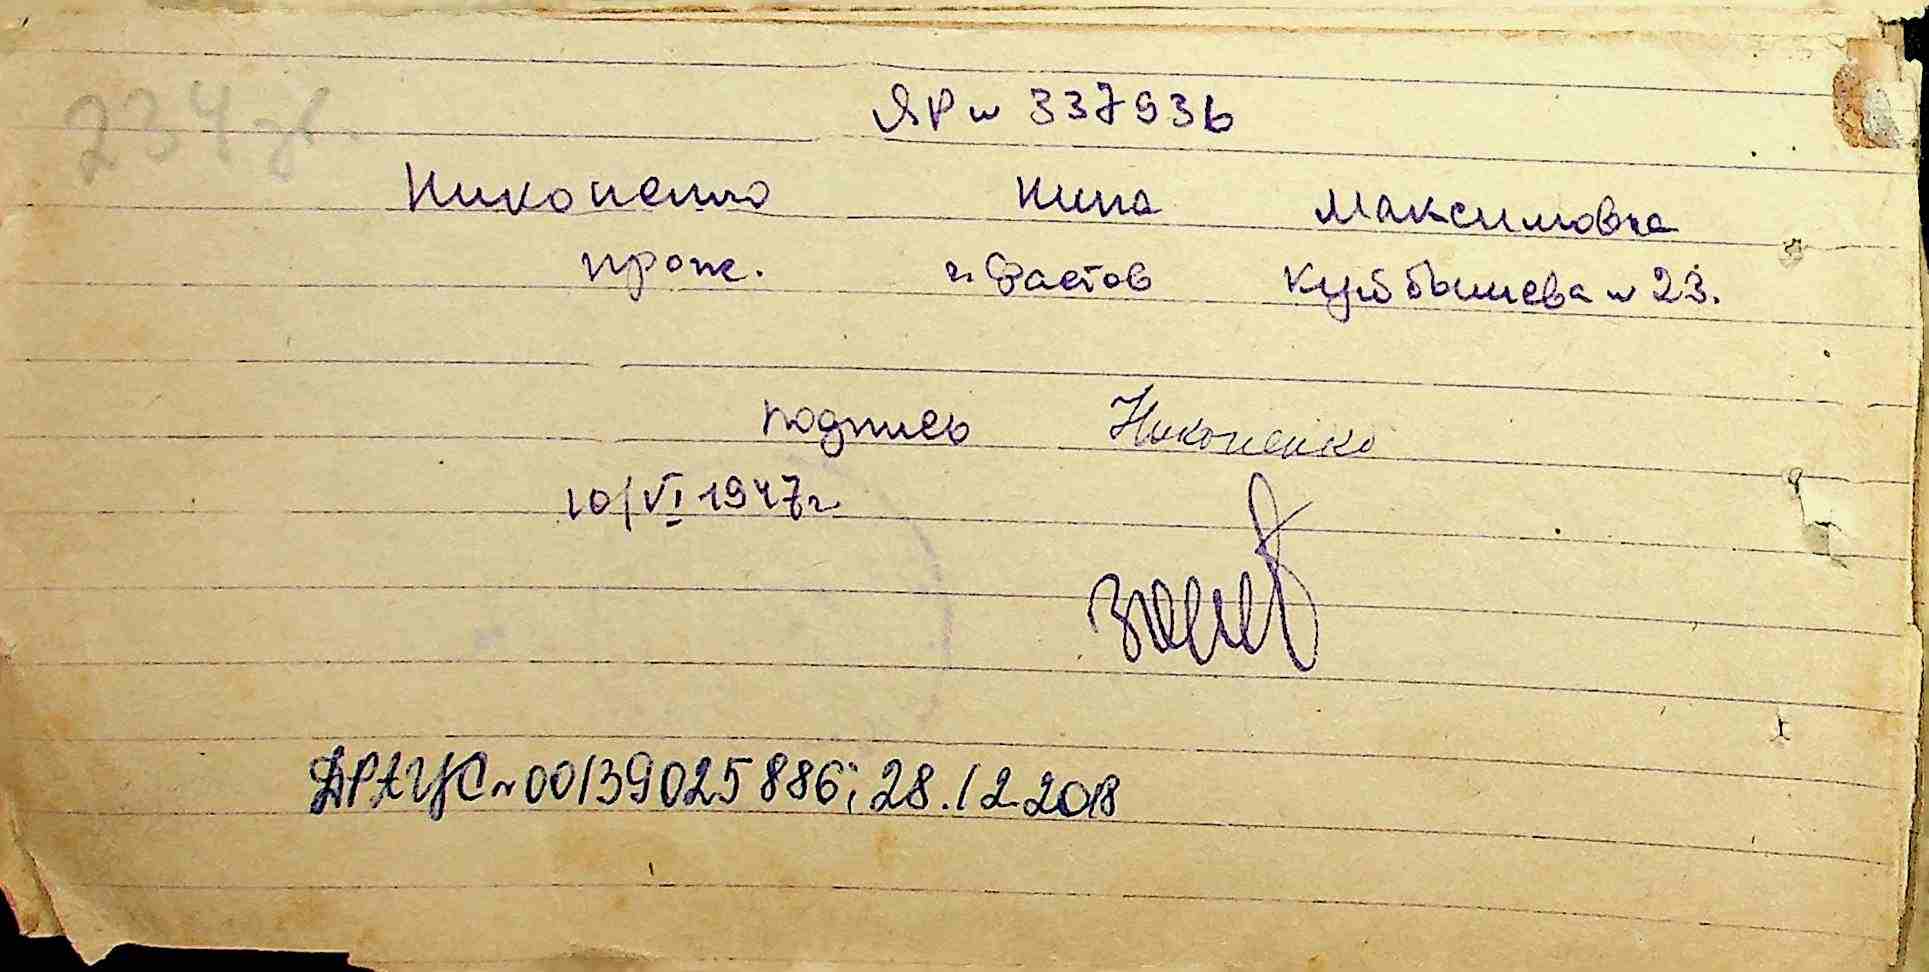 234
ЯР № 337936
Никоненко Нина Максимовна
прож. г. Фастов Куйбышева № 23.
подпись Никоненко
10/VI 1947 г.
ДРАЦС № 00139025886; 28.12.2018